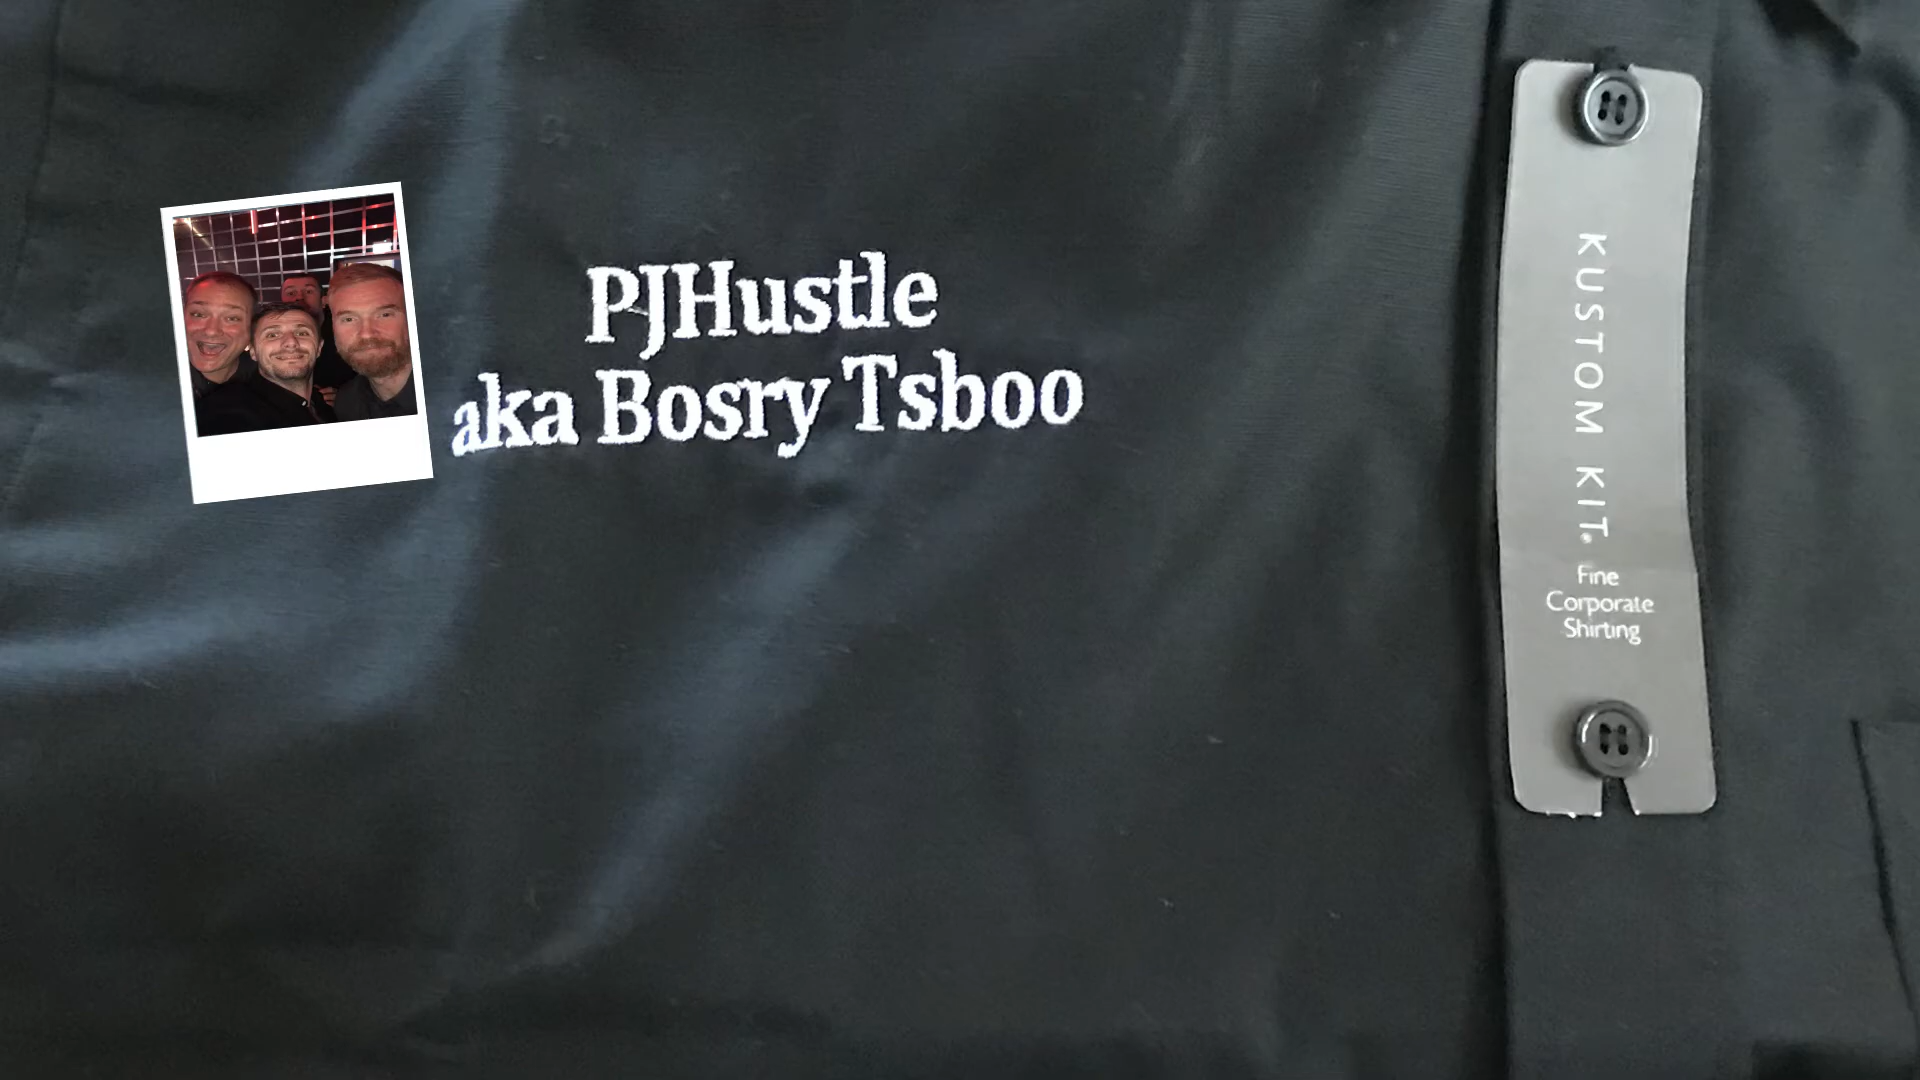 PJHustle
aka Bosry Tsboo
KUSTOM KIT.
Fine
Corporate
Shirting